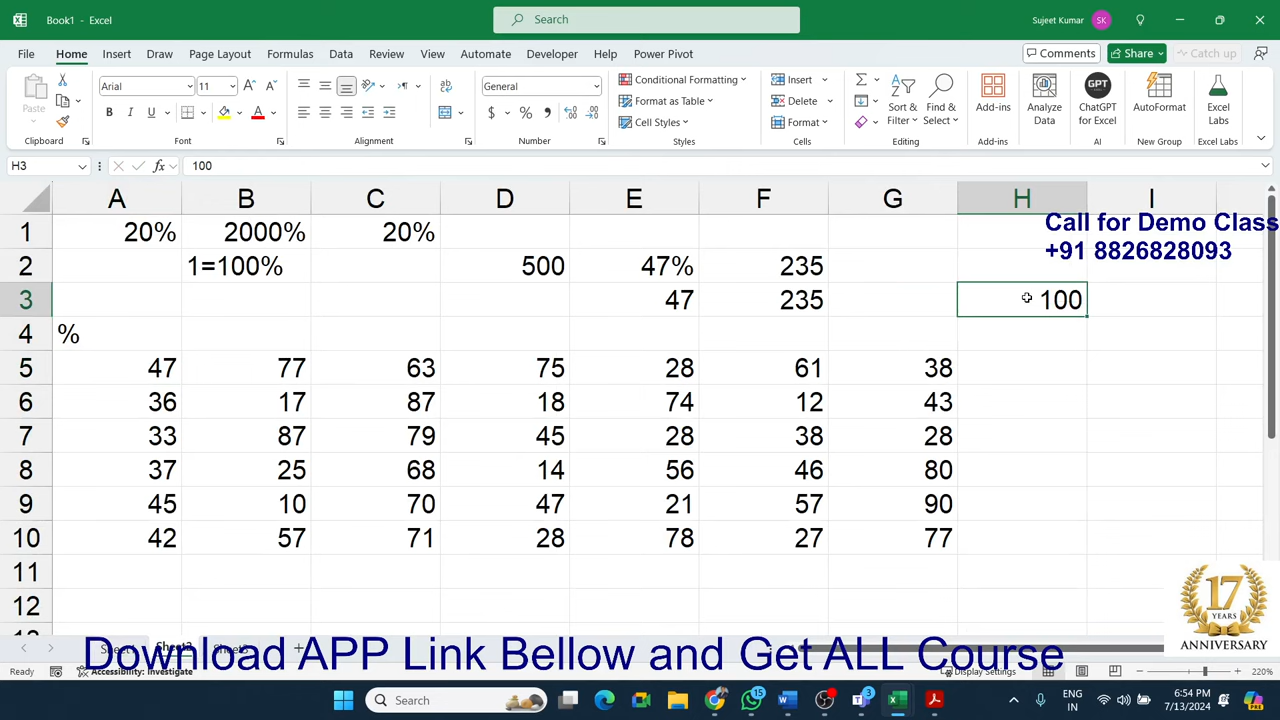 Book1 - Excel
Search
Sujeet Kumar
SK
File Home Insert Draw Page Layout Formulas Data Review View Automate Developer Help Power Pivot
Comments Share Catch up
Paste
Arial 11
General
Conditional Formatting
Format as Table
Cell Styles
Insert
Delete
Format
Sort & Filter
Find & Select
Add-ins
Analyze Data
ChatGPT for Excel
AutoFormat
Excel Labs
Clipboard Font Alignment Number Styles Cells Editing Add-ins AI New Group Excel Labs
H3 fx 100
A B C D E F G H I
1 20% 2000% 20%
Call for Demo Class
2 1=100% 500 47% 235
+91 8826828093
3 47 235 100
4 %
5 47 77 63 75 28 61 38
6 36 17 87 18 74 12 43
7 33 87 79 45 28 38 28
8 37 25 68 14 56 46 80
9 45 10 70 47 21 57 90
10 42 57 71 28 78 27 77
11
12
17
YEARS
ANNIVERSARY
Download APP Link Bellow and Get ALL Course
Ready Accessibility: Investigate Display Settings 220%
Search
15
3
ENG
IN
6:54 PM
7/13/2024